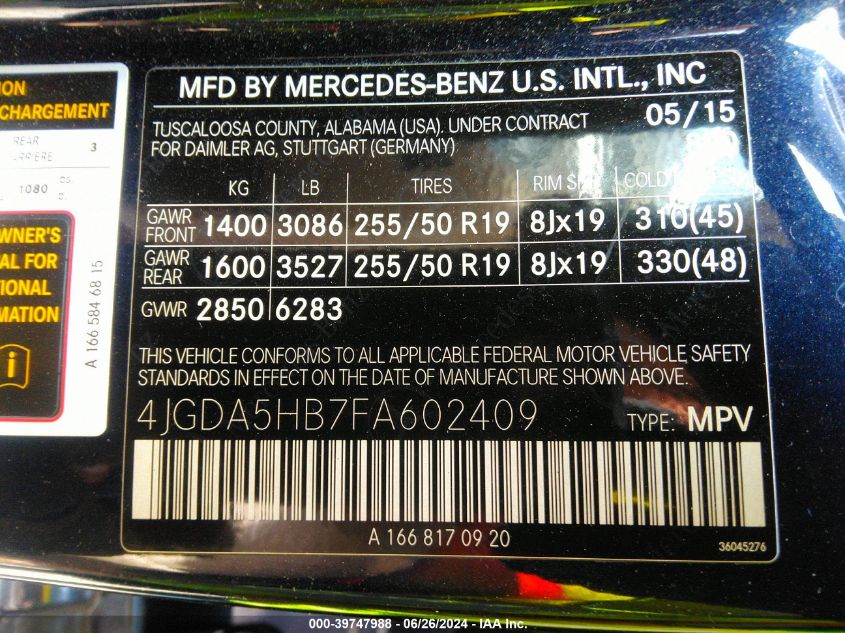 ION
CHARGEMENT
REAR
3
1080
WNER'S
AL FOR
TIONAL
MATION
A 166 584 68 15
MFD BY MERCEDES-BENZ U.S. INTL., INC
TUSCALOOSA COUNTY, ALABAMA (USA). UNDER CONTRACT 05/15
FOR DAIMLER AG, STUTTGART (GERMANY)
KG LB TIRES RIM COLD
GAWR FRONT 1400 3086 255/50 R19 8Jx19 310(45)
GAWR REAR 1600 3527 255/50 R19 8Jx19 330(48)
GVWR 2850 6283
THIS VEHICLE CONFORMS TO ALL APPLICABLE FEDERAL MOTOR VEHICLE SAFETY
STANDARDS IN EFFECT ON THE DATE OF MANUFACTURE SHOWN ABOVE.
4JGDA5HB7FA602409 TYPE: MPV
A 166 817 09 20
36045276
000-39747988 - 06/26/2024 - IAA Inc.